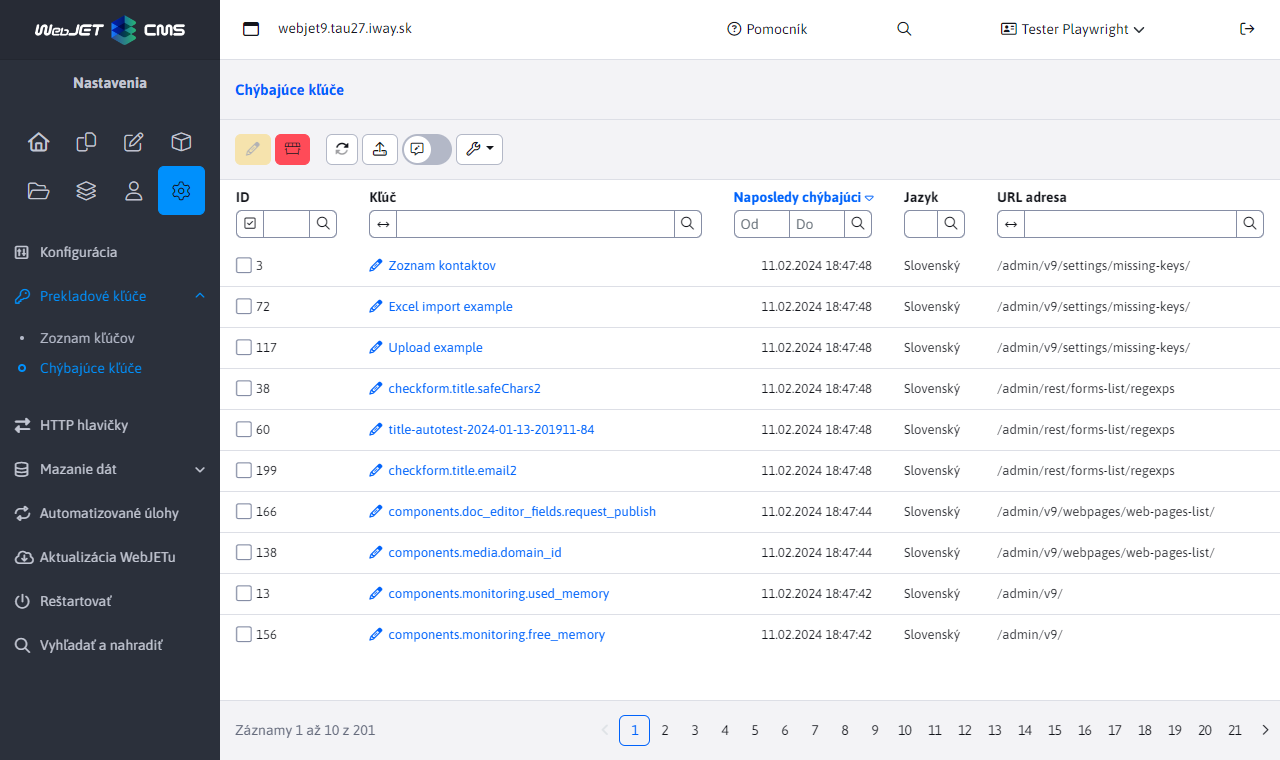 WebJET CMS
webjet9.tau27.iway.sk
Pomocník
Tester Playwright
Nastavenia
Konfigurácia
Prekladové kľúče
Zoznam kľúčov
Chýbajúce kľúče
HTTP hlavičky
Mazanie dát
Automatizované úlohy
Aktualizácia WebJETu
Reštartovať
Vyhľadať a nahradiť
Chýbajúce kľúče
ID Kľúč Naposledy chýbajúci Jazyk URL adresa
Od Do
3 Zoznam kontaktov 11.02.2024 18:47:48 Slovenský /admin/v9/settings/missing-keys/
72 Excel import example 11.02.2024 18:47:48 Slovenský /admin/v9/settings/missing-keys/
117 Upload example 11.02.2024 18:47:48 Slovenský /admin/v9/settings/missing-keys/
38 checkform.title.safeChars2 11.02.2024 18:47:48 Slovenský /admin/rest/forms-list/regexps
60 title-autotest-2024-01-13-201911-84 11.02.2024 18:47:48 Slovenský /admin/rest/forms-list/regexps
199 checkform.title.email2 11.02.2024 18:47:48 Slovenský /admin/rest/forms-list/regexps
166 components.doc_editor_fields.request_publish 11.02.2024 18:47:44 Slovenský /admin/v9/webpages/web-pages-list/
138 components.media.domain_id 11.02.2024 18:47:44 Slovenský /admin/v9/webpages/web-pages-list/
13 components.monitoring.used_memory 11.02.2024 18:47:42 Slovenský /admin/v9/
156 components.monitoring.free_memory 11.02.2024 18:47:42 Slovenský /admin/v9/
Záznamy 1 až 10 z 201
1 2 3 4 5 6 7 8 9 10 11 12 13 14 15 16 17 18 19 20 21